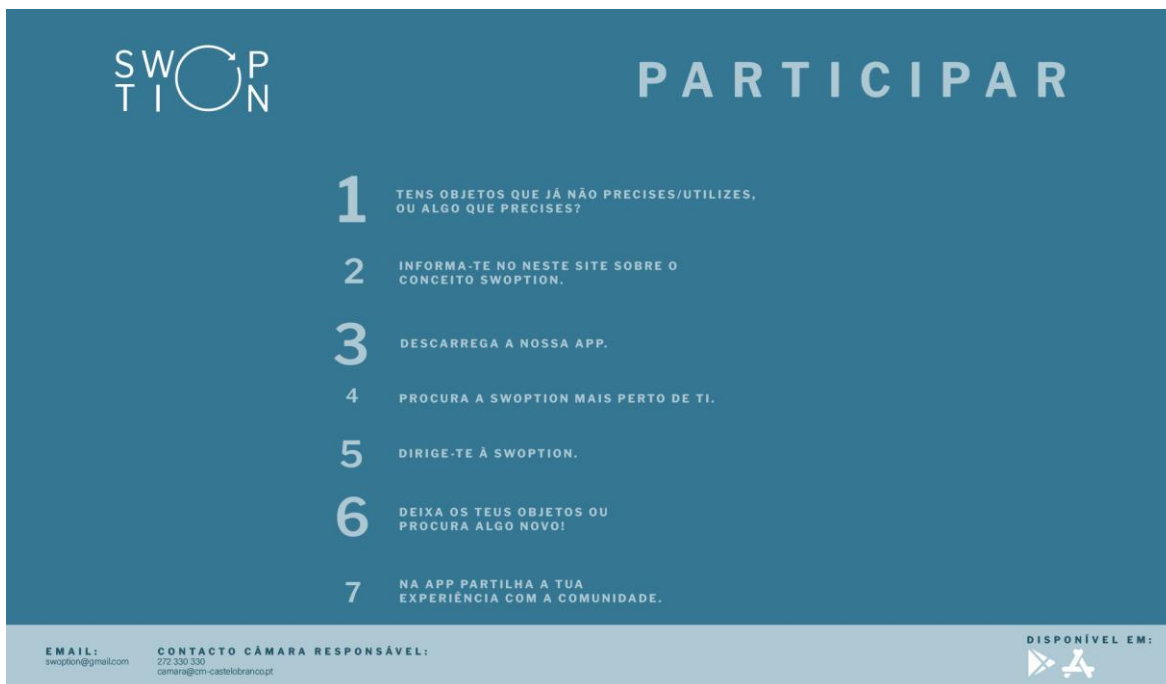 SWOP
TION
PARTICIPAR
1
TENS OBJETOS QUE JÁ NÃO PRECISES/UTILIZES,
OU ALGO QUE PRECISES?
2
INFORMA-TE NO NESTE SITE SOBRE O
CONCEITO SWOPTION.
3
DESCARREGA A NOSSA APP.
4
PROCURA A SWOPTION MAIS PERTO DE TI.
5
DIRIGE-TE À SWOPTION.
6
DEIXA OS TEUS OBJETOS OU
PROCURA ALGO NOVO!
7
NA APP PARTILHA A TUA
EXPERIÊNCIA COM A COMUNIDADE.
EMAIL:
swoption@gmail.com
CONTACTO CÂMARA RESPONSÁVEL:
272 330 330
camara@cm-castelobranco.pt
DISPONÍVEL EM: